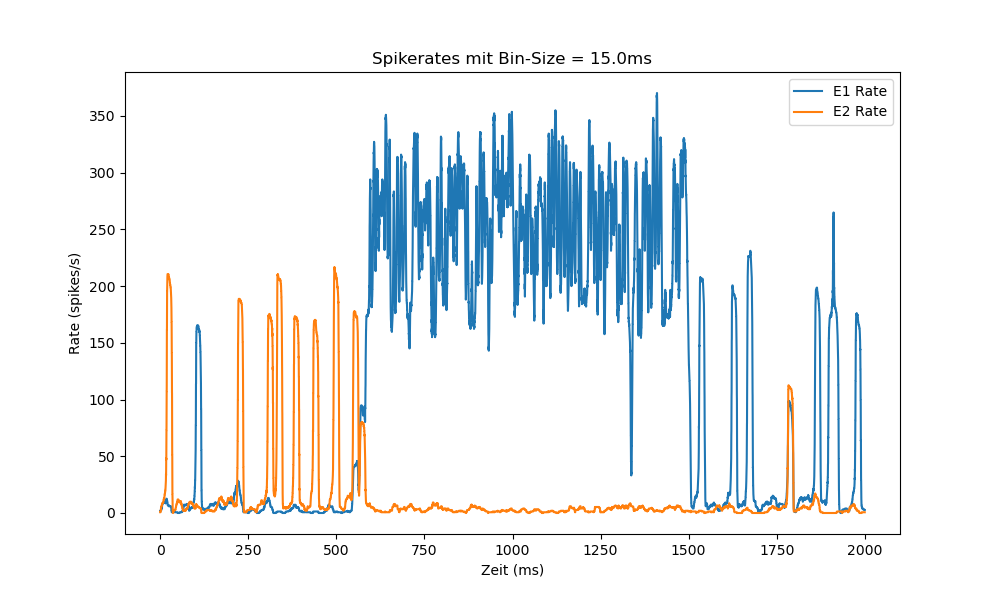 Spikerates mit Bin-Size = 15.0ms
E1 Rate
E2 Rate
Rate (spikes/s)
350
300
250
200
150
100
50
0
0 250 500 750 1000 1250 1500 1750 2000
Zeit (ms)